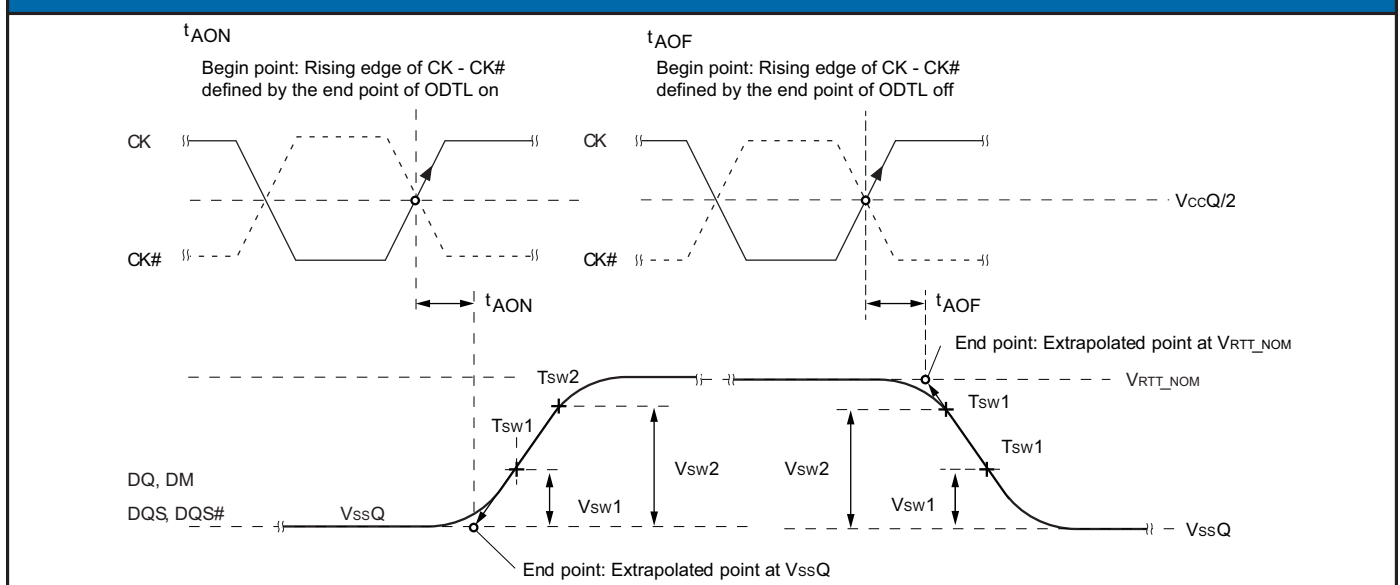 tAON
Begin point: Rising edge of CK - CK#
defined by the end point of ODTL on
tAOF
Begin point: Rising edge of CK - CK#
defined by the end point of ODTL off
CK
CK
VccQ/2
CK#
CK#
tAON
tAOF
End point: Extrapolated point at VRTT_NOM
Tsw2
VRTT_NOM
Tsw1
Tsw1
Tsw1
Vsw2
Vsw2
DQ, DM
Vsw1
Vsw1
DQS, DQS#
VssQ
VssQ
End point: Extrapolated point at VssQ